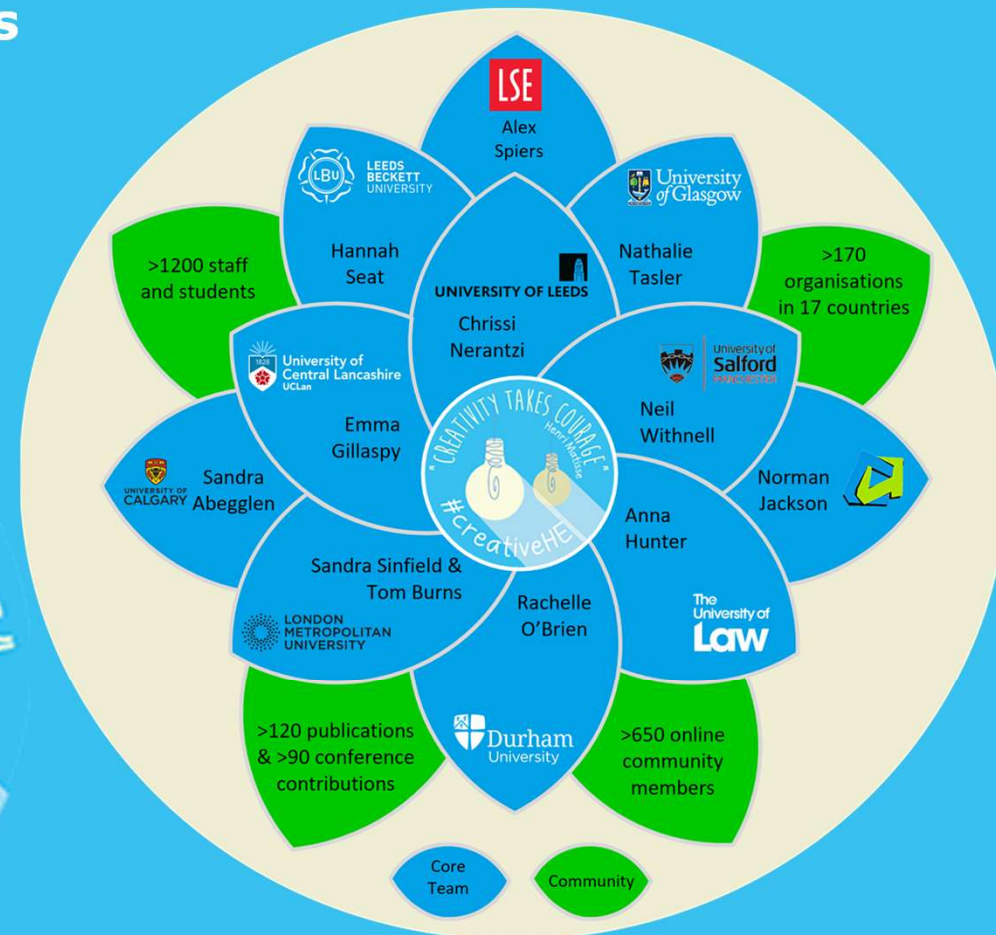 s
LSE
Alex
Spiers
LBU
LEEDS
BECKETT
UNIVERSITY
Hannah
Seat
University
of Glasgow
Nathalie
Tasler
>1200 staff
and students
>170
organisations
in 17 countries
UNIVERSITY OF LEEDS
Chrissi
Nerantzi
1828
University of
Central Lancashire
UCLan
Emma
Gillaspy
University of
Salford
MANCHESTER
Neil
Withnell
"CREATIVITY TAKES COURAGE"
Henri Matisse
#creativeHE
UNIVERSITY OF
CALGARY
Sandra
Abegglen
Norman
Jackson
Anna
Hunter
Sandra Sinfield &
Tom Burns
LONDON
METROPOLITAN
UNIVERSITY
Rachelle
O'Brien
The
University of
Law
>120 publications
& >90 conference
contributions
Durham
University
>650 online
community
members
Core
Team
Community